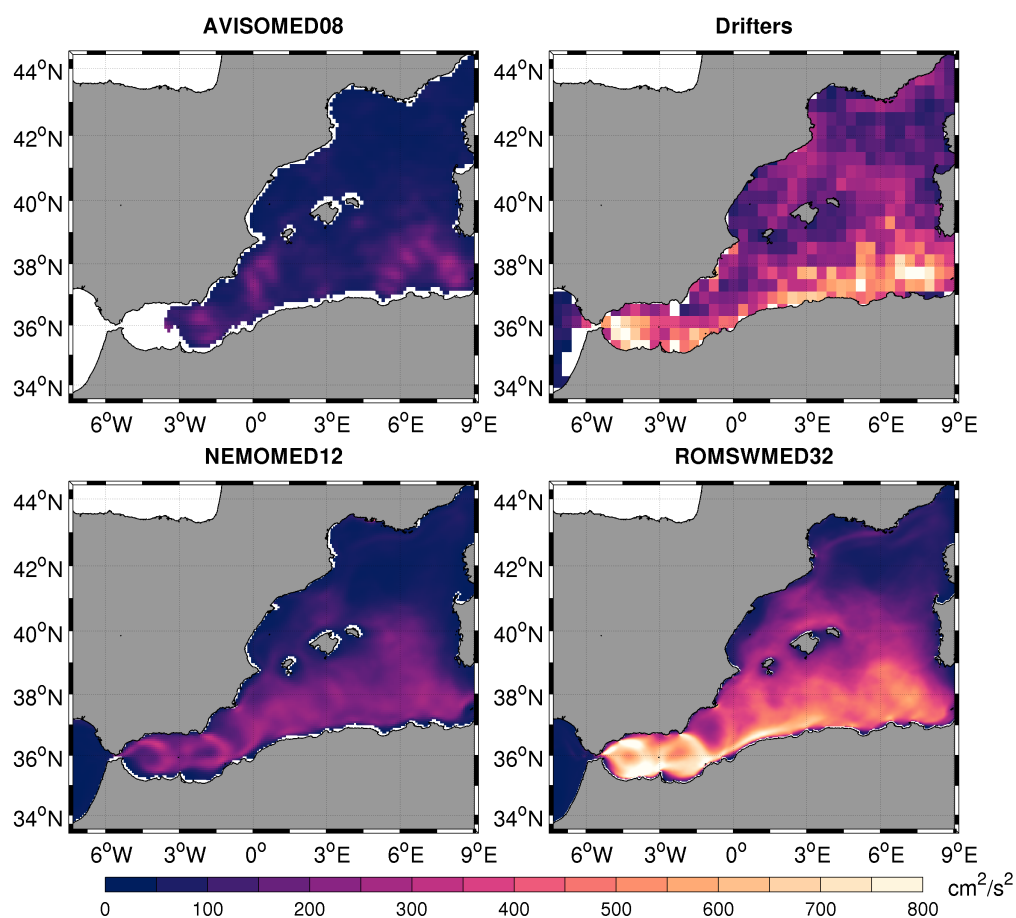 AVISOMED08 Drifters
44°N 44°N
42°N 42°N
40°N 40°N
38°N 38°N
36°N 36°N
34°N 34°N
6°W 3°W 0° 3°E 6°E 9°E 6°W 3°W 0° 3°E 6°E 9°E
NEMOMED12 ROMSWMED32
44°N 44°N
42°N 42°N
40°N 40°N
38°N 38°N
36°N 36°N
34°N 34°N
6°W 3°W 0° 3°E 6°E 9°E 6°W 3°W 0° 3°E 6°E 9°E
cm²/s²
0 100 200 300 400 500 600 700 800